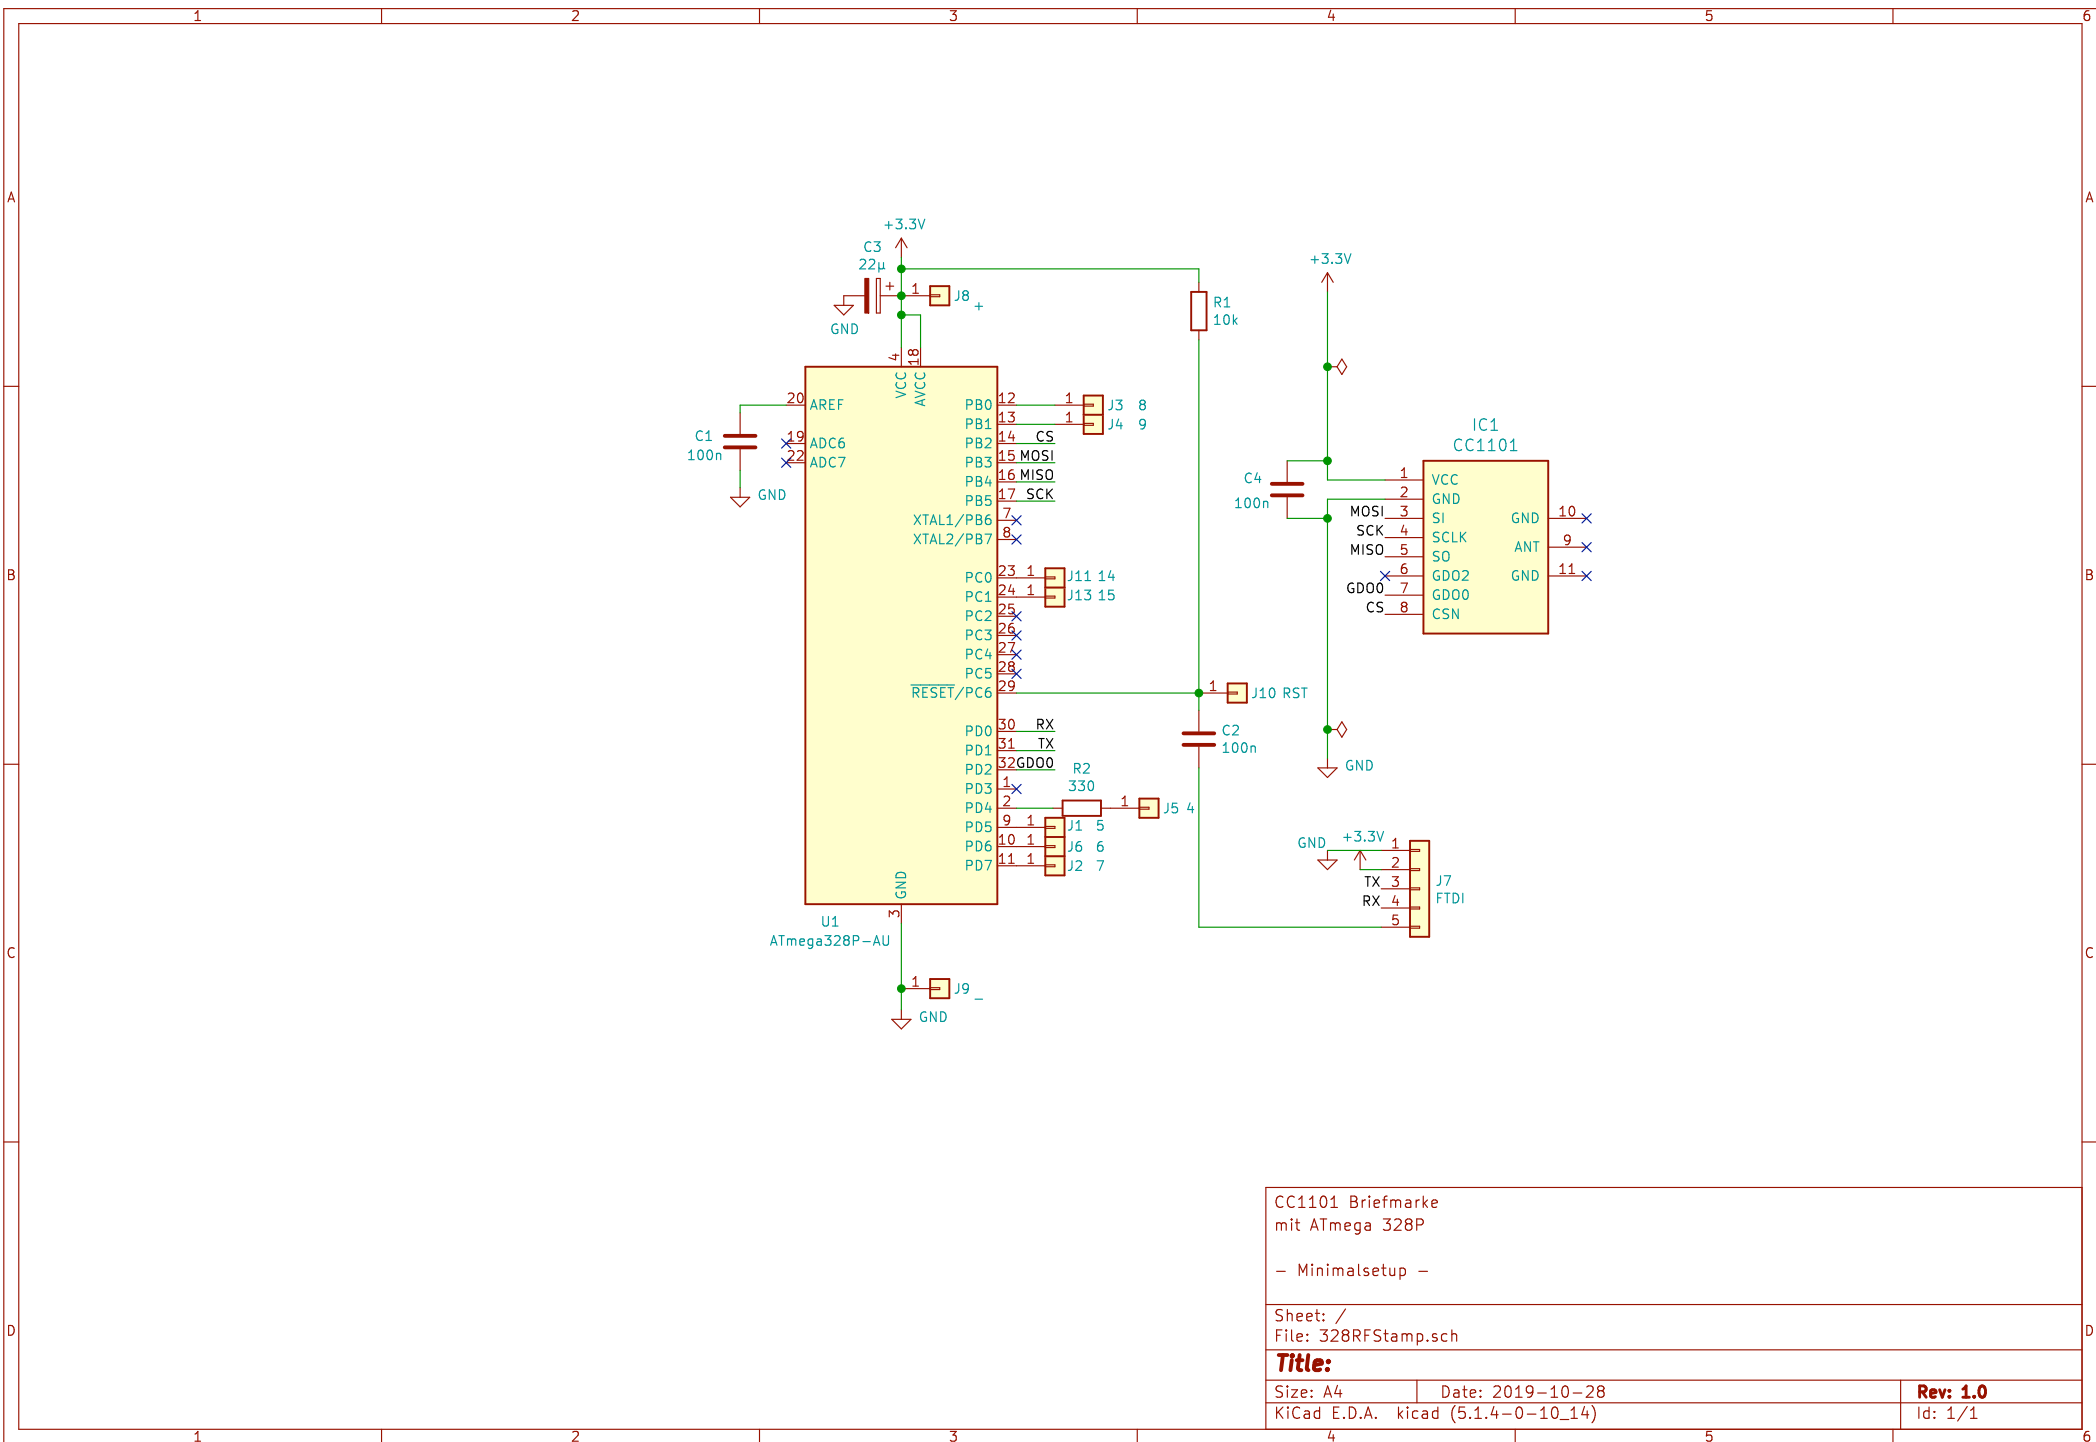 1 2 3 4 5 6
A A
+3.3V
C3
22µ
+
1 J8 +
GND
+3.3V
R1
10k
4 18
VCC AVCC
20 AREF
PB0 12 1 J3 8
PB1 13 1 J4 9
C1
100n
19 ADC6
22 ADC7
GND
PB2 14 CS
PB3 15 MOSI
PB4 16 MISO
PB5 17 SCK
XTAL1/PB6 7
XTAL2/PB7 8
PC0 23 1 J11 14
PC1 24 1 J13 15
PC2 25
PC3 26
PC4 27
PC5 28
RESET/PC6 29
1 J10 RST
PD0 30 RX
PD1 31 TX
PD2 32 GDO0
PD3 1
PD4 2
R2
330
1 J5 4
PD5 9 1 J1 5
PD6 10 1 J6 6
PD7 11 1 J2 7
GND
3
U1
ATmega328P-AU
1 J9 _
GND
C2
100n
IC1
CC1101
C4
100n
1 VCC
2 GND
MOSI 3 SI
SCK 4 SCLK
MISO 5 SO
6 GDO2
GDO0 7 GDO0
CS 8 CSN
GND 10
ANT 9
GND 11
GND
GND +3.3V 1
2
TX 3
RX 4
5
J7
FTDI
B B
C C
D D
CC1101 Briefmarke
mit ATmega 328P
- Minimalsetup -
Sheet: /
File: 328RFStamp.sch
Title:
Size: A4 Date: 2019-10-28 Rev: 1.0
KiCad E.D.A. kicad (5.1.4-0-10_14) Id: 1/1
1 2 3 4 5 6